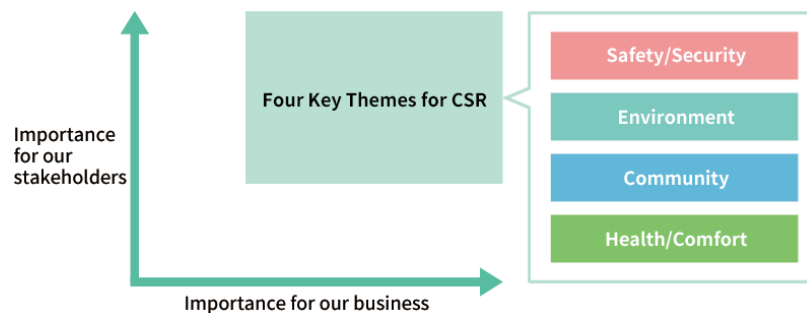 Importance
for our
stakeholders
Four Key Themes for CSR
Safety/Security
Environment
Community
Health/Comfort
Importance for our business